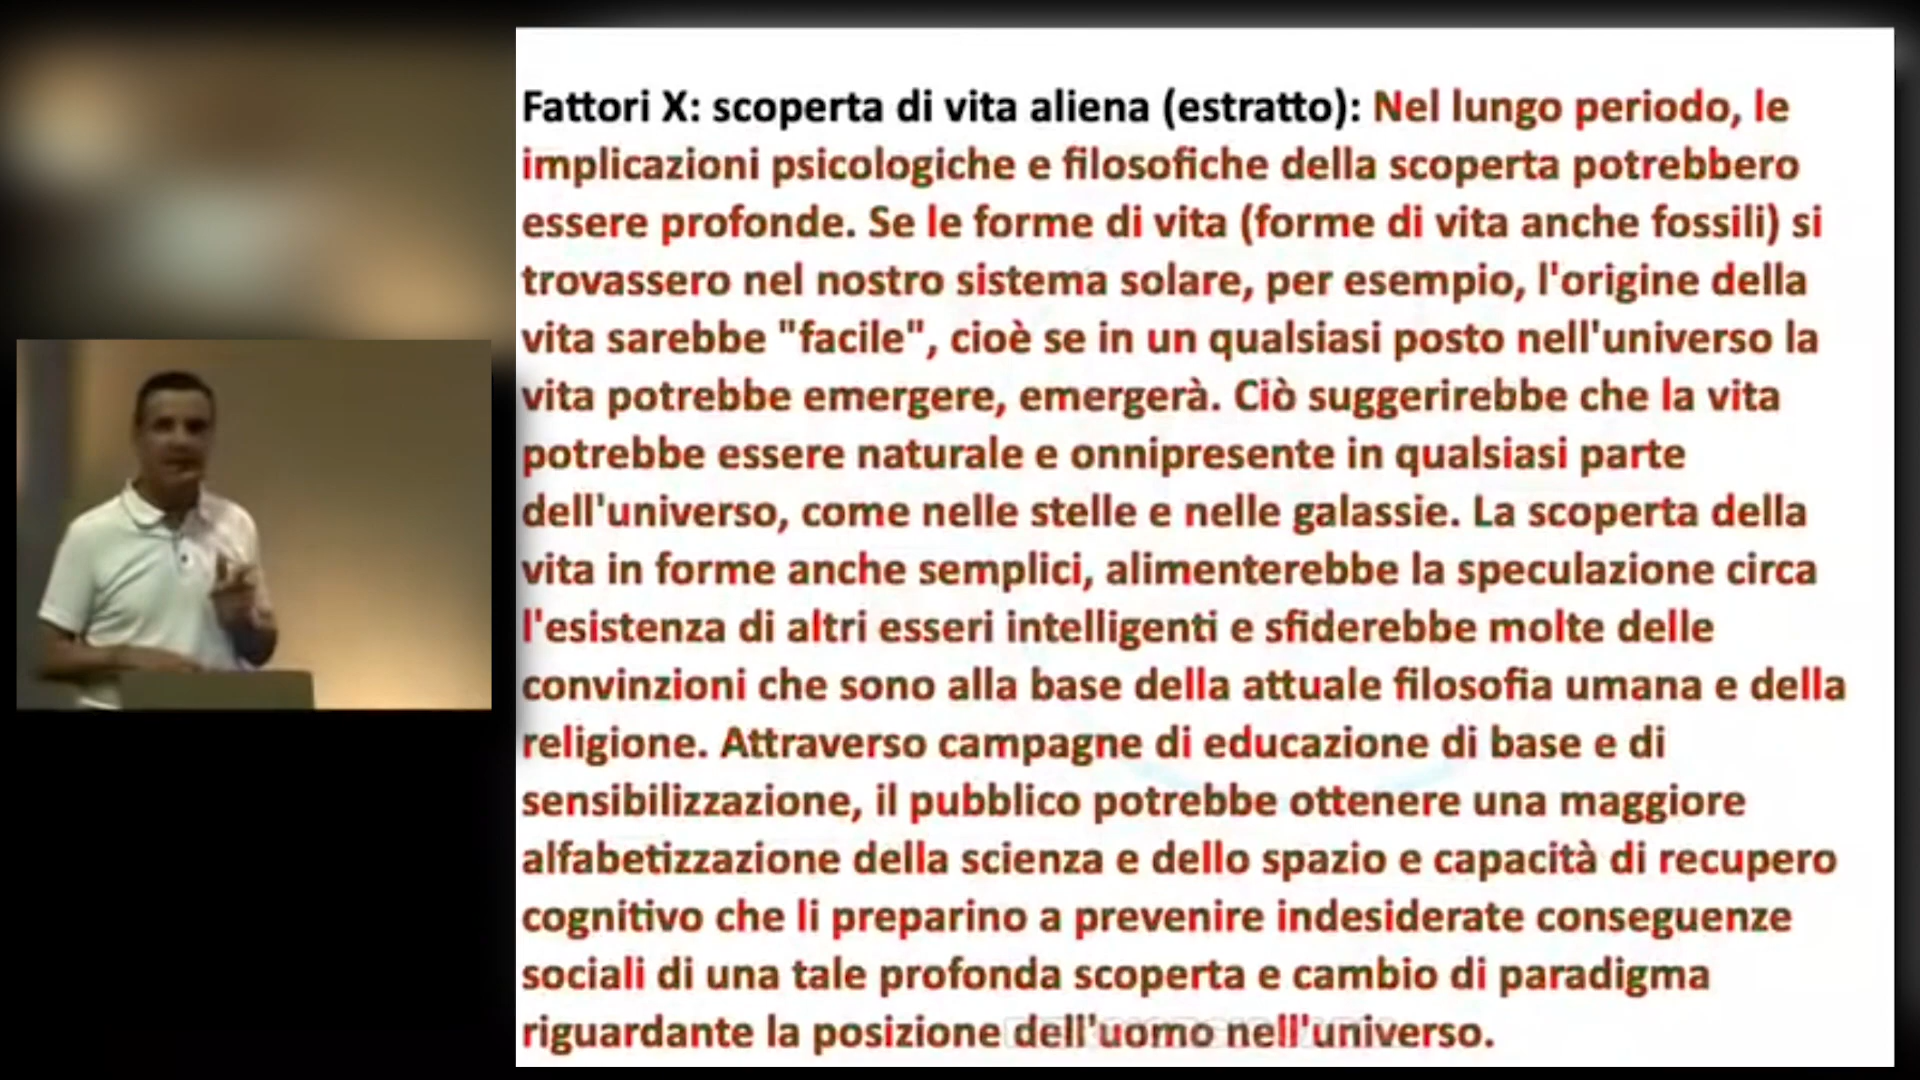 Fattori X: scoperta di vita aliena (estratto): Nel lungo periodo, le
implicazioni psicologiche e filosofiche della scoperta potrebbero
essere profonde. Se le forme di vita (forme di vita anche fossili) si
trovassero nel nostro sistema solare, per esempio, l'origine della
vita sarebbe "facile", cioè se in un qualsiasi posto nell'universo la
vita potrebbe emergere, emergerà. Ciò suggerirebbe che la vita
potrebbe essere naturale e onnipresente in qualsiasi parte
dell'universo, come nelle stelle e nelle galassie. La scoperta della
vita in forme anche semplici, alimenterebbe la speculazione circa
l'esistenza di altri esseri intelligenti e sfiderebbe molte delle
convinzioni che sono alla base della attuale filosofia umana e della
religione. Attraverso campagne di educazione di base e di
sensibilizzazione, il pubblico potrebbe ottenere una maggiore
alfabetizzazione della scienza e dello spazio e capacità di recupero
cognitivo che li preparino a prevenire indesiderate conseguenze
sociali di una tale profonda scoperta e cambio di paradigma
riguardante la posizione dell'uomo nell'universo.